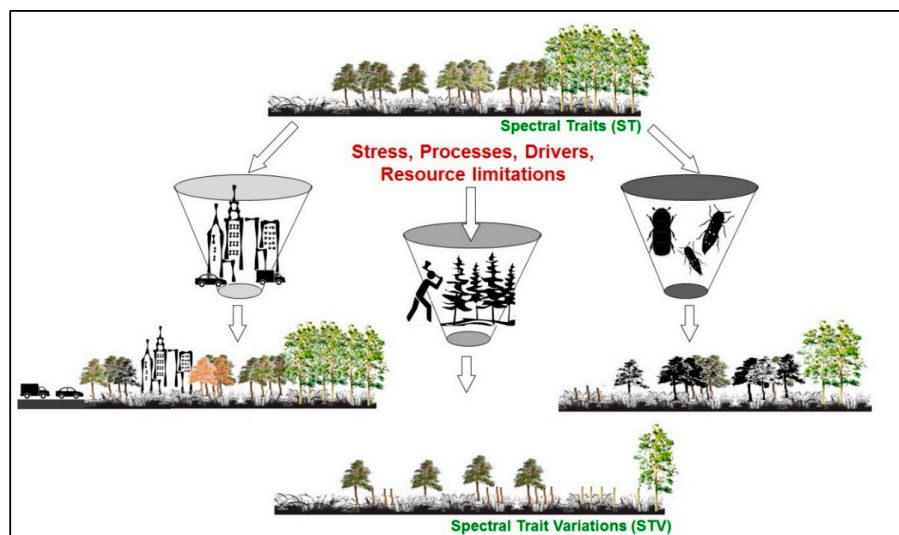 Spectral Traits (ST)
Stress, Processes, Drivers,
Resource limitations
Spectral Trait Variations (STV)